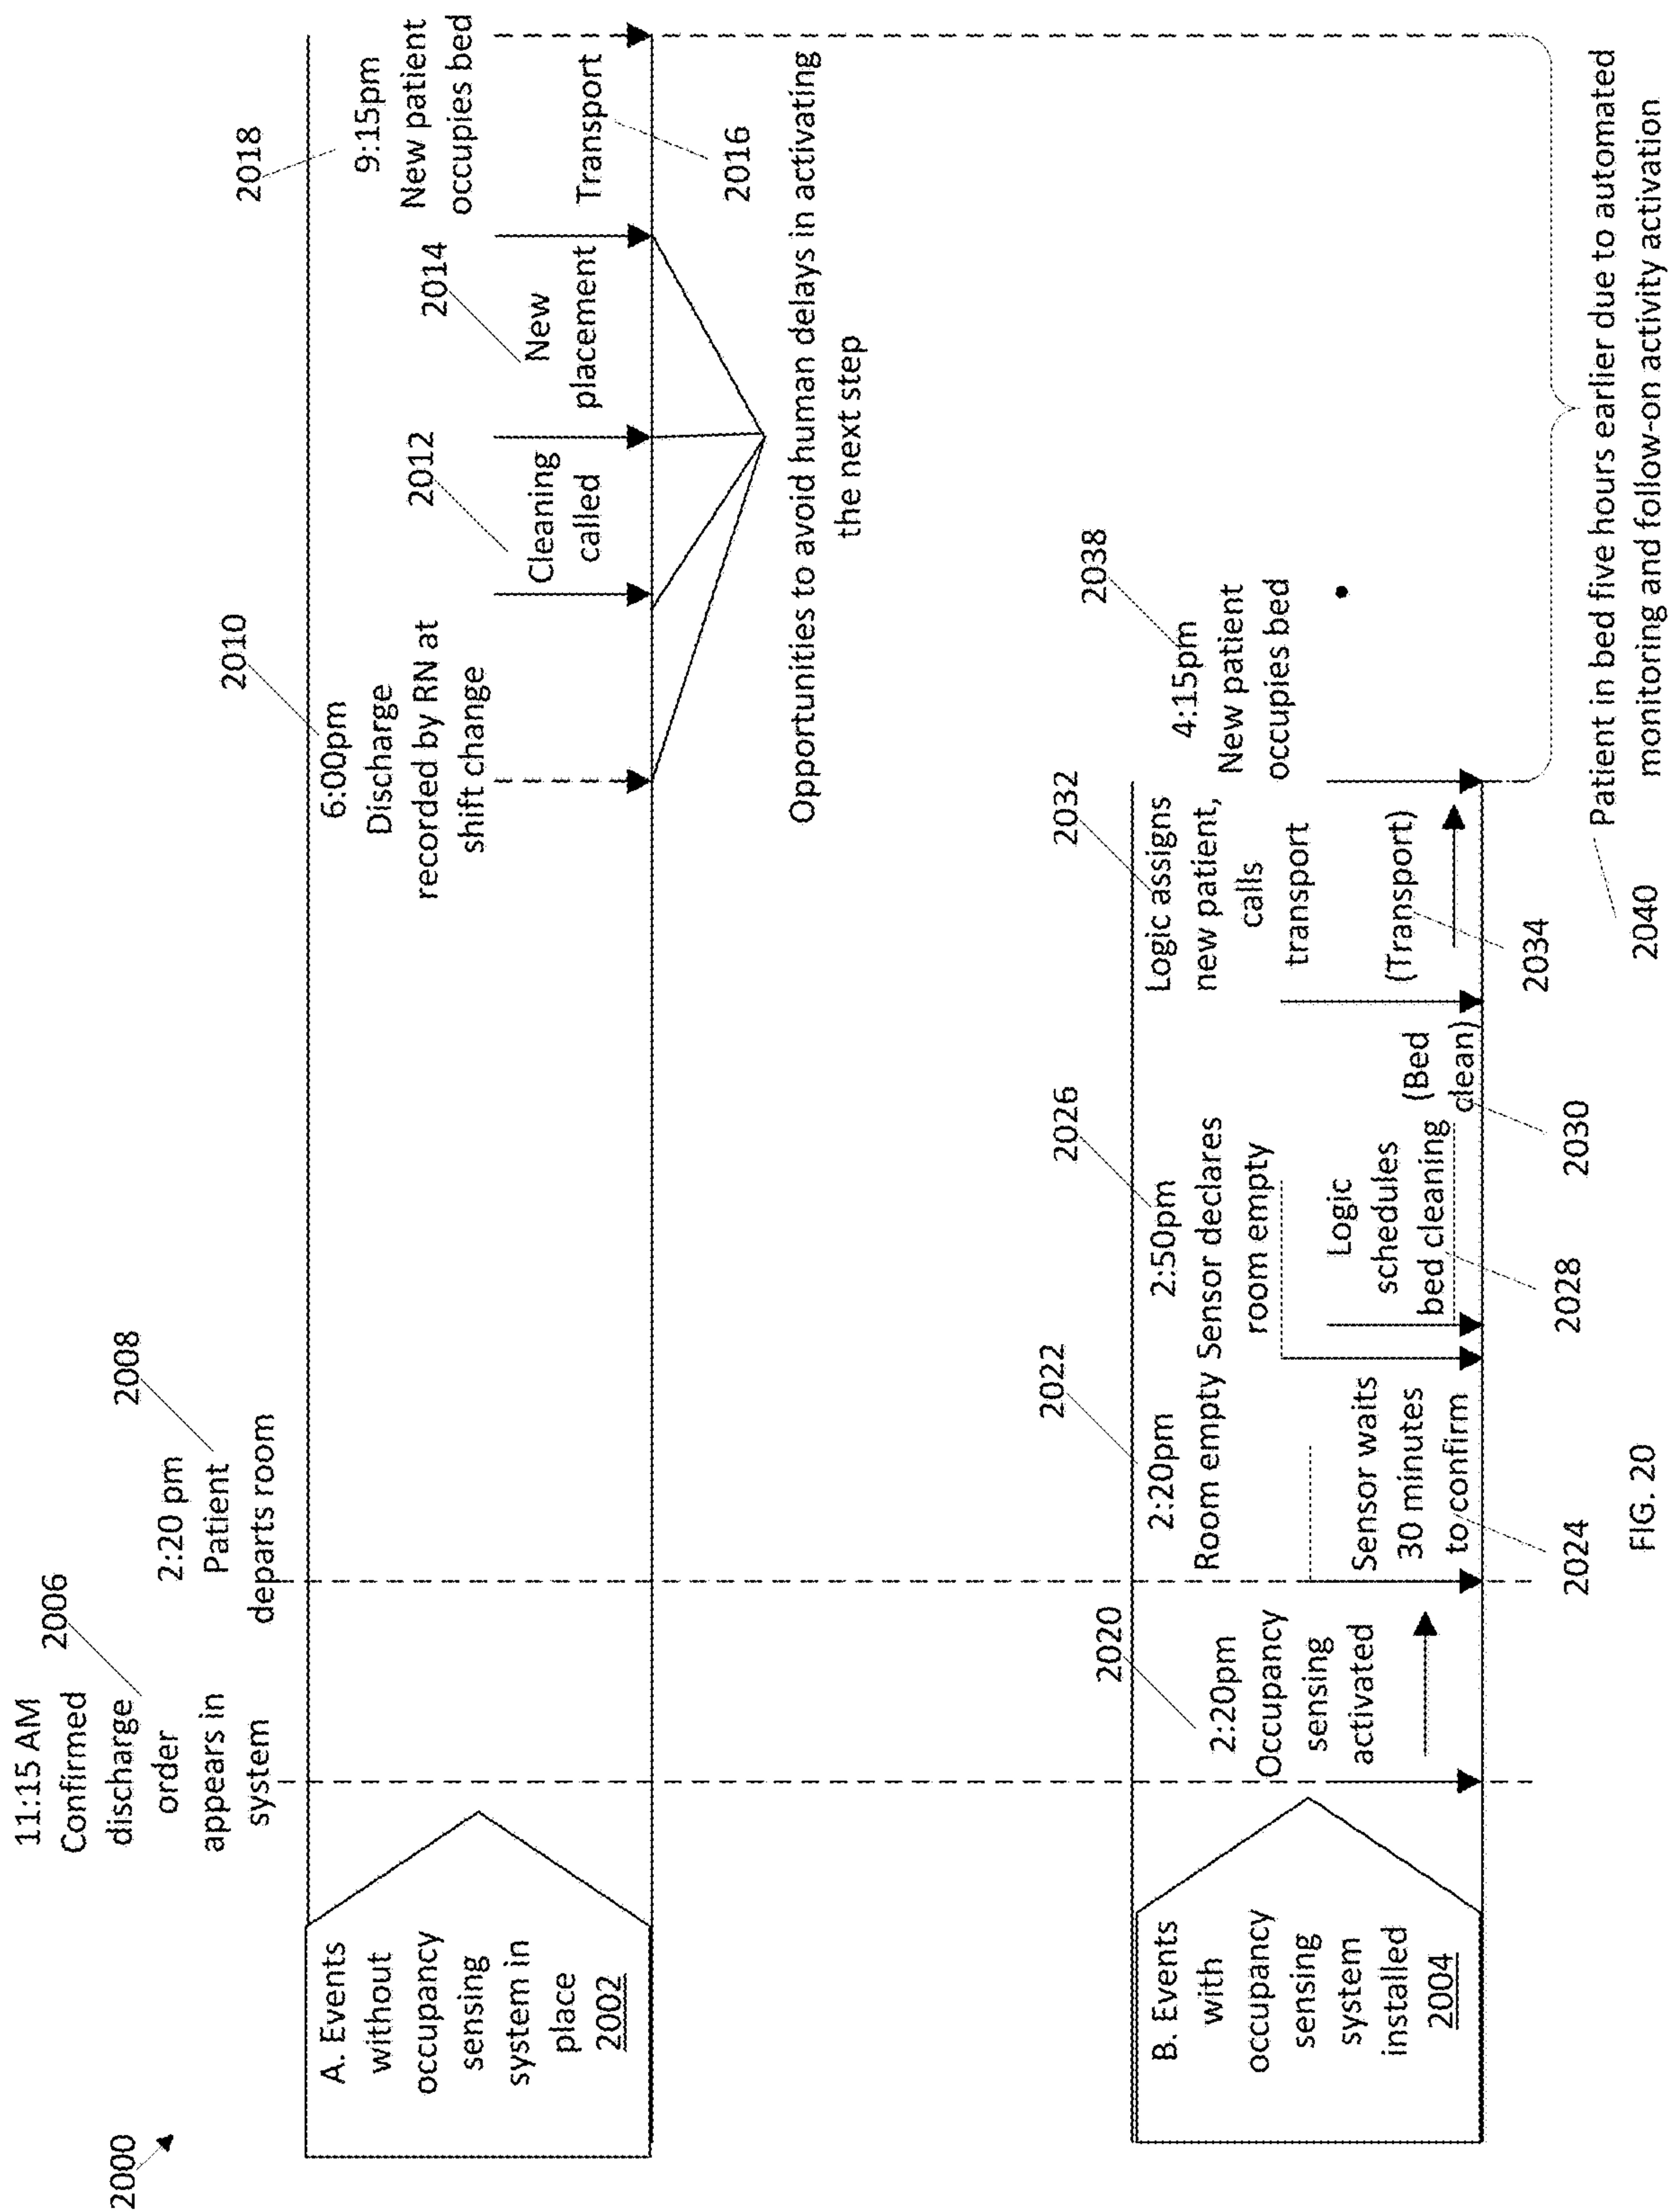 2000
11:15 AM
Confirmed
discharge
order
appears in
system
2006
2:20 pm
Patient
departs room
2008
A. Events
without
occupancy
sensing
system in
place
2002
6:00pm
Discharge
recorded by RN at
shift change
2010
Cleaning
called
2012
New
placement
2014
9:15pm
New patient
occupies bed
2018
Transport
2016
Opportunities to avoid human delays in activating
the next step
B. Events
with
occupancy
sensing
system
installed
2004
2020
2:20pm
Occupancy
sensing
activated
2022
2:20pm
Room empty
Sensor waits
30 minutes
to confirm
2024
2026
2:50pm
Sensor declares
room empty
Logic
schedules
bed cleaning
2028
(Bed
clean)
2030
2032
Logic assigns
new patient,
calls
transport
(Transport)
2034
2038
4:15pm
New patient
occupies bed
2040
Patient in bed five hours earlier due to automated
monitoring and follow-on activity activation
FIG. 20